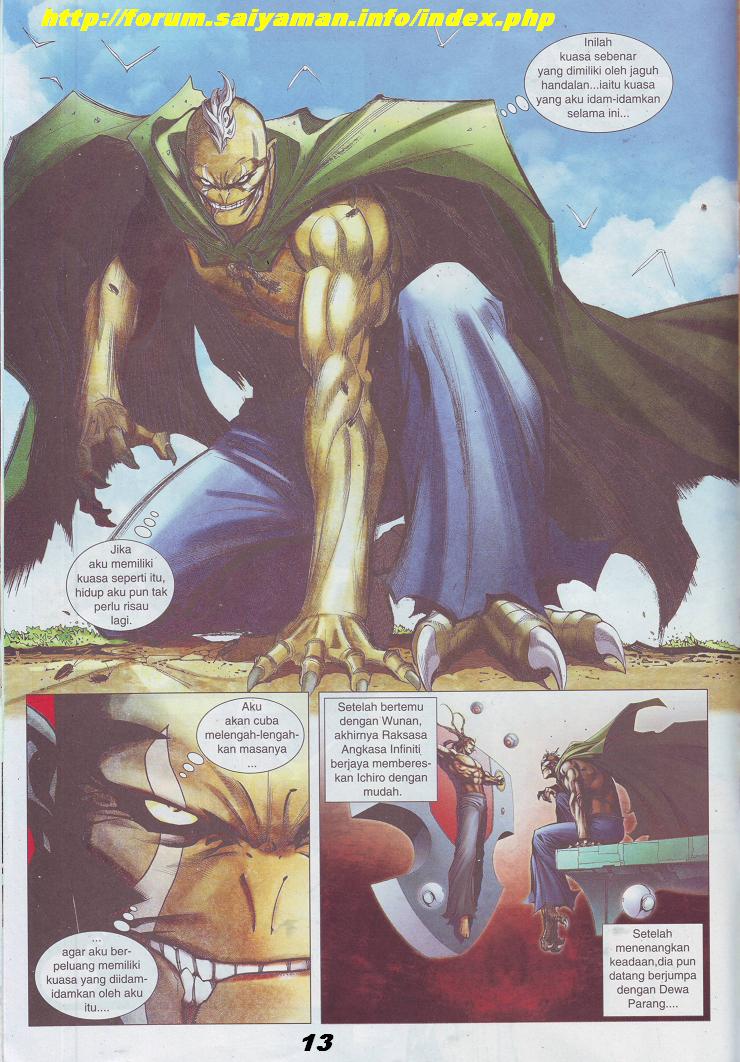 http://forum.saiyaman.info/index.php
Inilah
kuasa sebenar
yang dimiliki oleh jaguh
handalan...iaitu kuasa
yang aku idam-idamkan
selama ini...
Jika
aku memiliki
kuasa seperti itu,
hidup aku pun tak
perlu risau
lagi.
Aku
akan cuba
melengah-lengah-
kan masanya
...
...
agar aku ber-
peluang memiliki
kuasa yang diidam-
idamkan oleh aku
itu....
Setelah bertemu
dengan Wunan,
akhirnya Raksasa
Angkasa Infiniti
berjaya memberes-
kan Ichiro dengan
mudah.
Setelah
menenangkan
keadaan,dia pun
datang berjumpa
dengan Dewa
Parang....
13